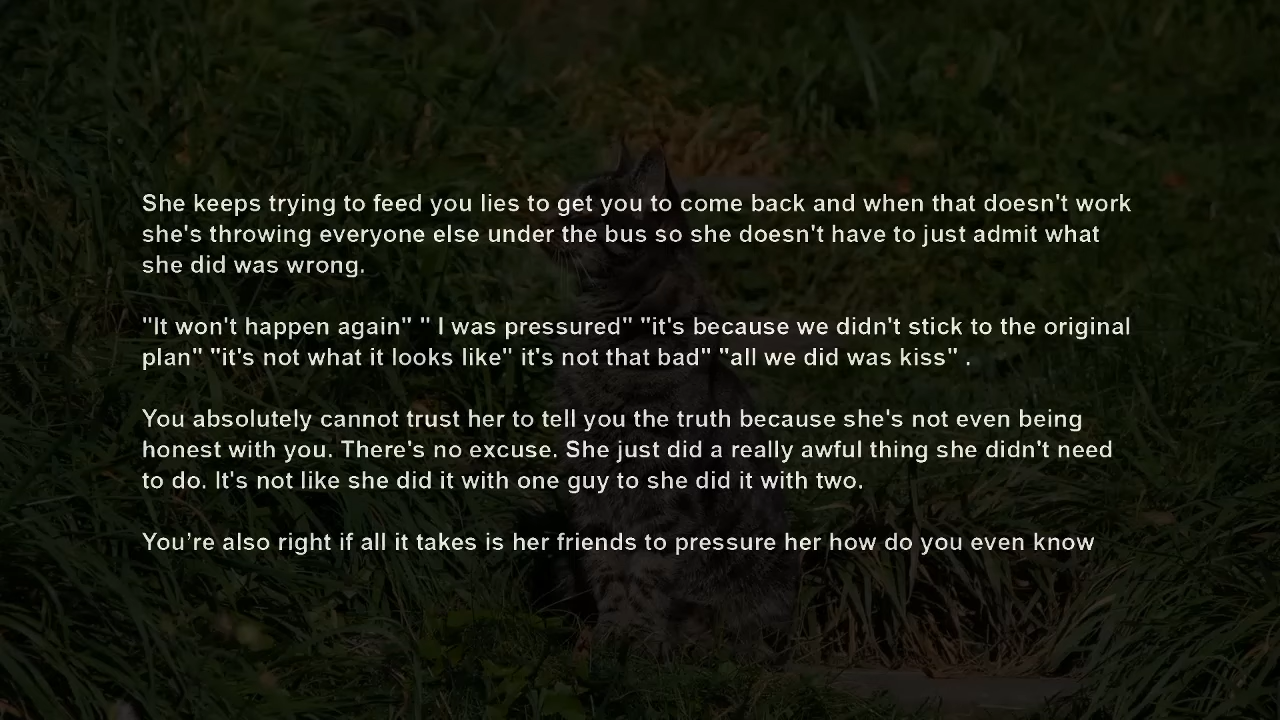 She keeps trying to feed you lies to get you to come back and when that doesn't work
she's throwing everyone else under the bus so she doesn't have to just admit what
she did was wrong.
"It won't happen again" " I was pressured" "it's because we didn't stick to the original
plan" "it's not what it looks like" it's not that bad" "all we did was kiss" .
You absolutely cannot trust her to tell you the truth because she's not even being
honest with you. There's no excuse. She just did a really awful thing she didn't need
to do. It's not like she did it with one guy to she did it with two.
You’re also right if all it takes is her friends to pressure her how do you even know